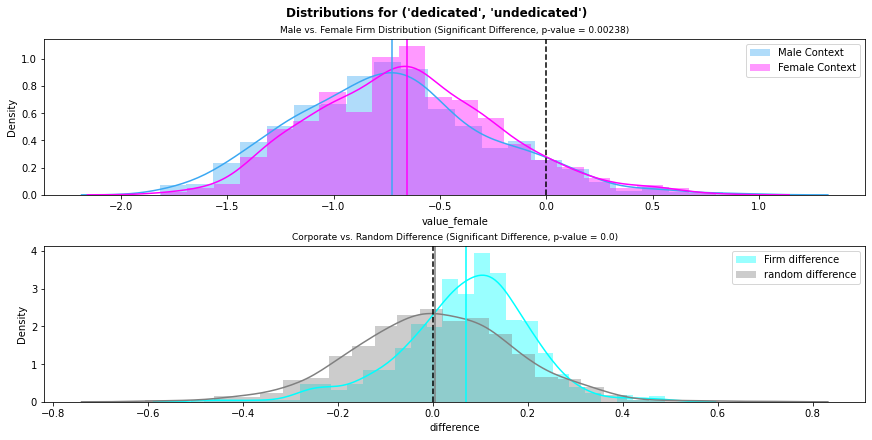 Distributions for ('dedicated', 'undedicated')
Male vs. Female Firm Distribution (Significant Difference, p-value = 0.00238)
Density
1.0
0.8
0.6
0.4
0.2
0.0
Male Context
Female Context
−2.0 −1.5 −1.0 −0.5 0.0 0.5 1.0
value_female
Corporate vs. Random Difference (Significant Difference, p-value = 0.0)
Density
4
3
2
1
0
Firm difference
random difference
−0.8 −0.6 −0.4 −0.2 0.0 0.2 0.4 0.6 0.8
difference